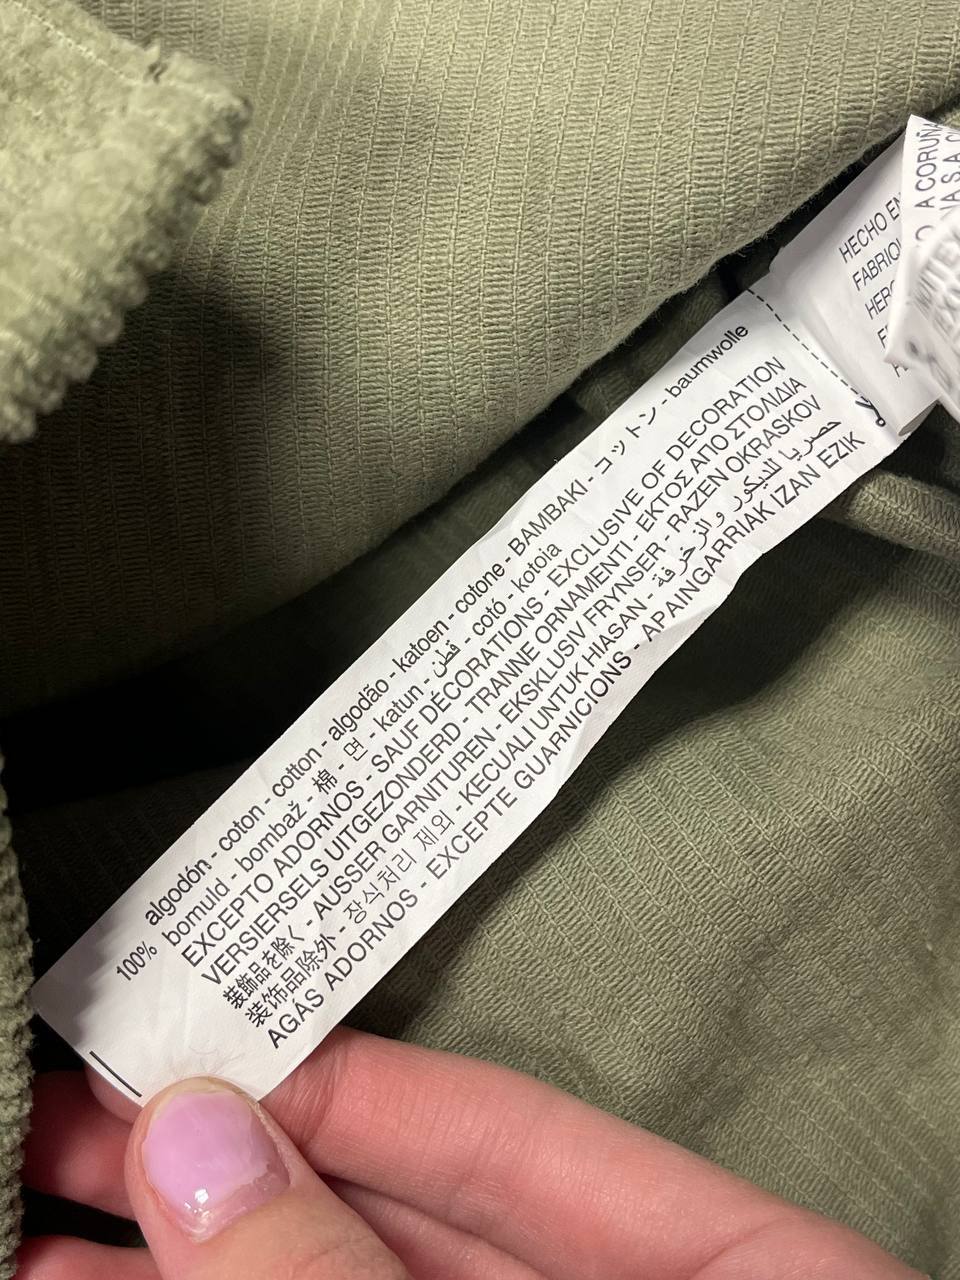 100% algodón - coton - cotton - algodão - katoen - cotone - BAMBAKI - コットン - baumwolle
bomuld - bombaž - 棉 - 면 - katun - قطن - cotó - kotoia
EXCEPTO ADORNOS - SAUF DÉCORATIONS - EXCLUSIVE OF DECORATION
VERSIERSELS UITGEZONDERD - TRANNE ORNAMENTI - ΕΚΤΟΣ ΑΠΟ ΣΤΟΛΙΔΙΑ
装飾品を除く - AUSSER GARNITUREN - EKSKLUSIV FRYNSER - RAZEN OKRASKOV
装饰品除外 - 장식처리 제외 - KECUALI UNTUK HIASAN - حصريا للديكور و الزخرفة
AGÁS ADORNOS - EXCEPTE GUARNICIONS - APAINGARRIAK IZAN EZIK
HECHO EN
A CORUÑA